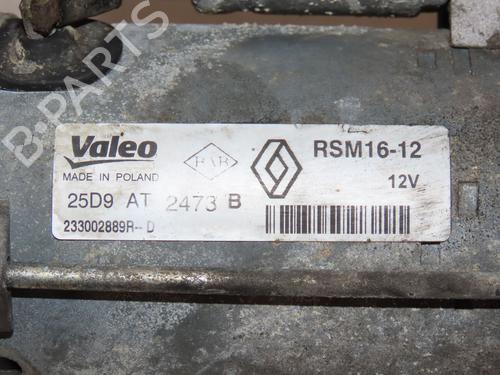 Valeo
RSM16-12
MADE IN POLAND
12V
25D9 AT 2473 B
233002889R-- D
B-PARTS